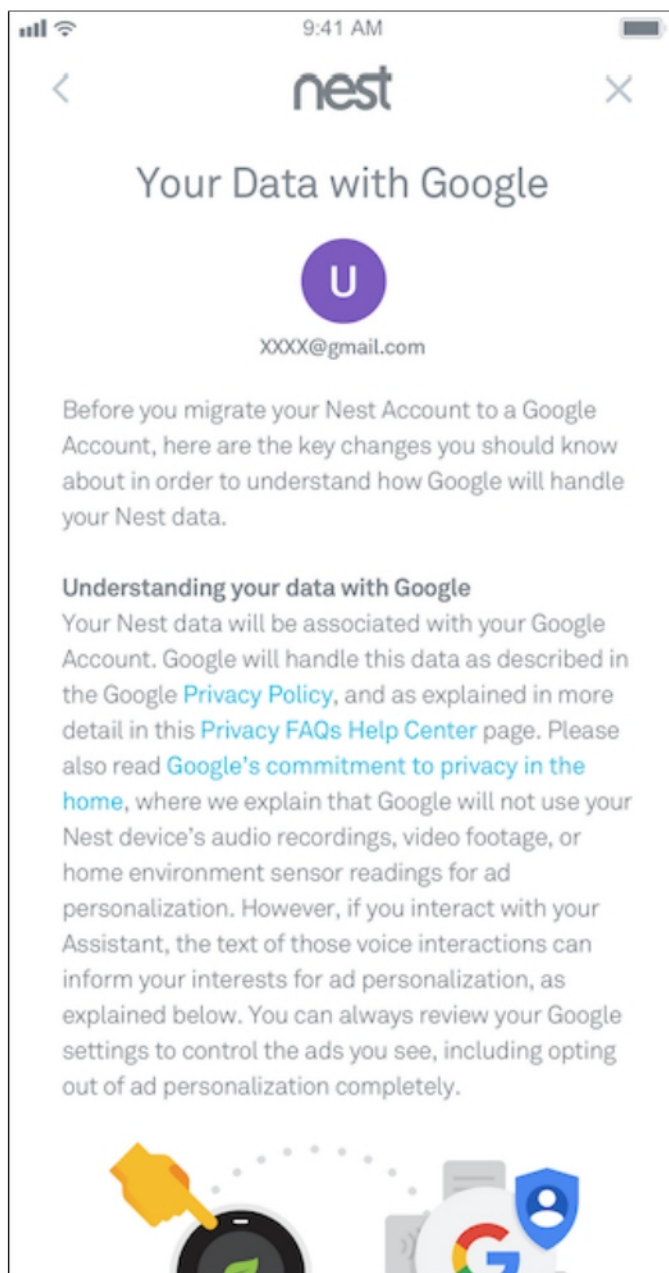 9:41 AM
nest
Your Data with Google
U
XXXX@gmail.com
Before you migrate your Nest Account to a Google
Account, here are the key changes you should know
about in order to understand how Google will handle
your Nest data.
Understanding your data with Google
Your Nest data will be associated with your Google
Account. Google will handle this data as described in
the Google Privacy Policy, and as explained in more
detail in this Privacy FAQs Help Center page. Please
also read Google's commitment to privacy in the
home, where we explain that Google will not use your
Nest device's audio recordings, video footage, or
home environment sensor readings for ad
personalization. However, if you interact with your
Assistant, the text of those voice interactions can
inform your interests for ad personalization, as
explained below. You can always review your Google
settings to control the ads you see, including opting
out of ad personalization completely.
G